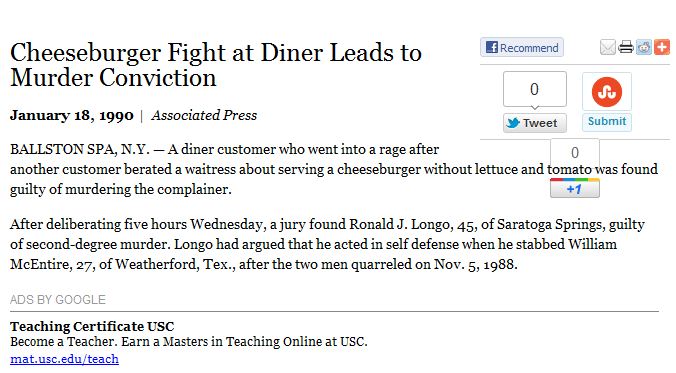 Cheeseburger Fight at Diner Leads to
Murder Conviction
January 18, 1990 | Associated Press
Recommend
0
Tweet
Submit
0
+1
BALLSTON SPA, N.Y. — A diner customer who went into a rage after
another customer berated a waitress about serving a cheeseburger without lettuce and tomato was found
guilty of murdering the complainer.
After deliberating five hours Wednesday, a jury found Ronald J. Longo, 45, of Saratoga Springs, guilty
of second-degree murder. Longo had argued that he acted in self defense when he stabbed William
McEntire, 27, of Weatherford, Tex., after the two men quarreled on Nov. 5, 1988.
ADS BY GOOGLE
Teaching Certificate USC
Become a Teacher. Earn a Masters in Teaching Online at USC.
mat.usc.edu/teach